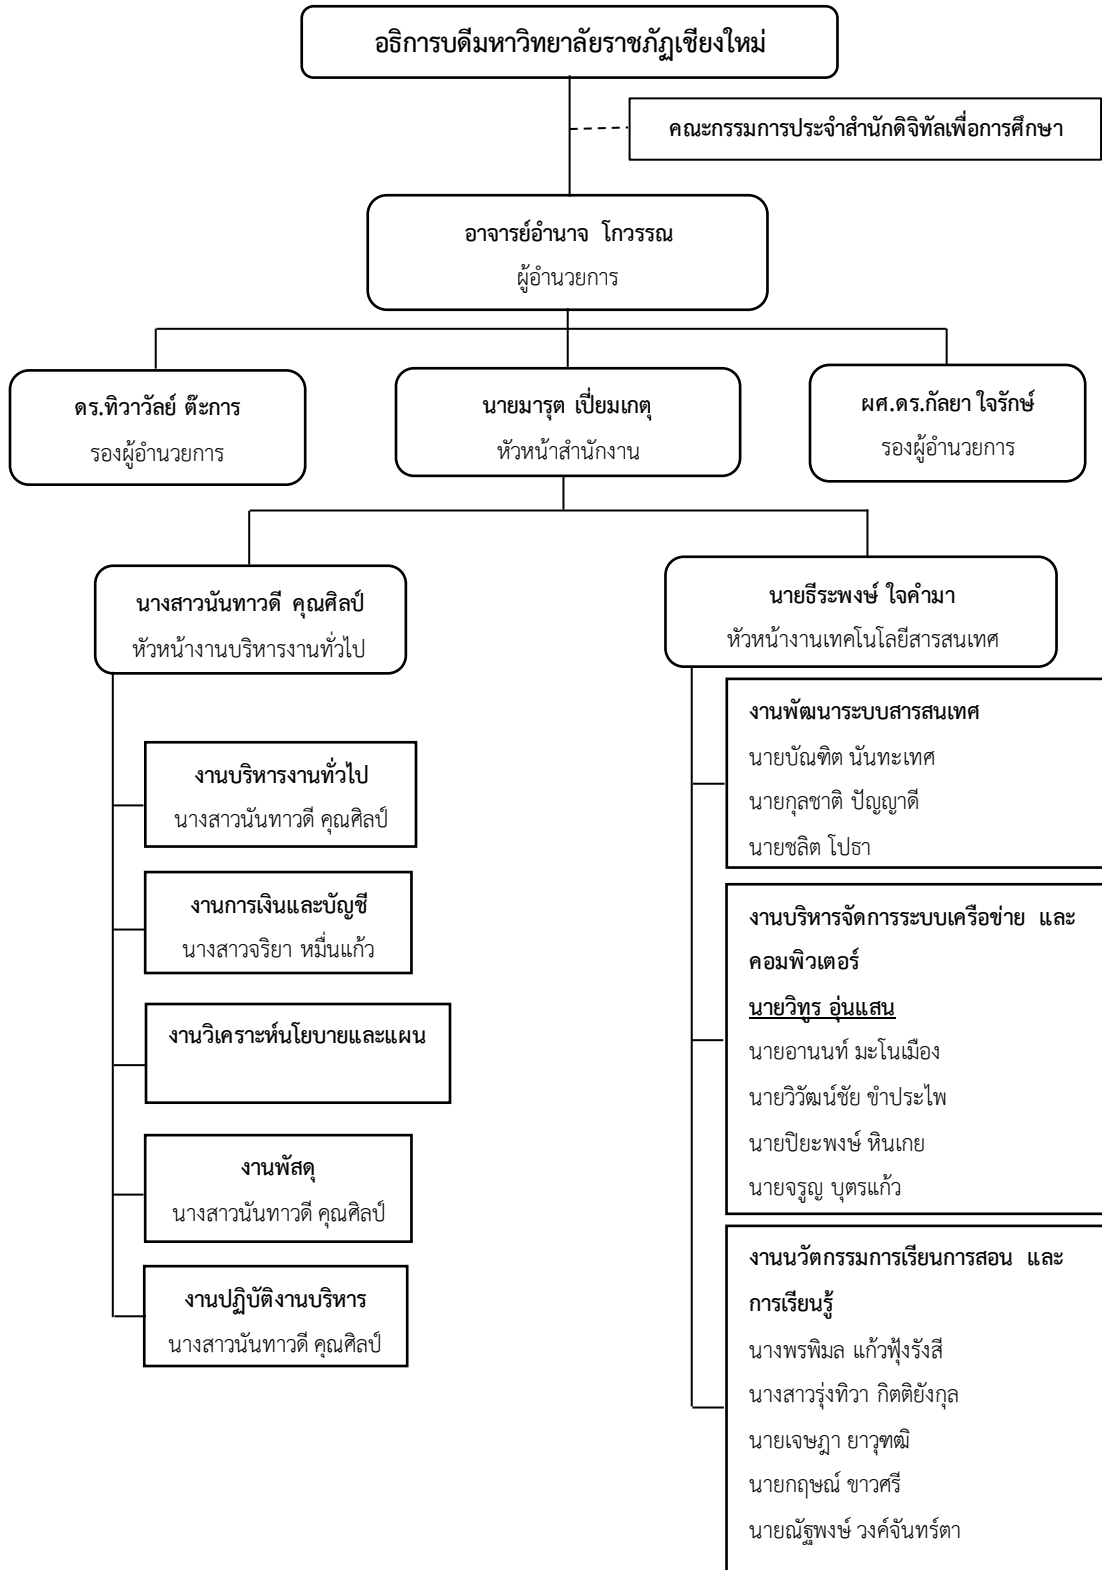 อธิการบดีมหาวิทยาลัยราชภัฏเชียงใหม่
คณะกรรมการประจำสำนักดิจิทัลเพื่อการศึกษา
อาจารย์อำนาจ โกวรรณ
ผู้อำนวยการ
ดร.ทิวาวัลย์ ต๊ะการ
รองผู้อำนวยการ
นายมารุต เปี่ยมเกตุ
หัวหน้าสำนักงาน
ผศ.ดร.กัลยา ใจรักษ์
รองผู้อำนวยการ
นางสาวนันทาวดี คุณศิลป์
หัวหน้างานบริหารงานทั่วไป
งานบริหารงานทั่วไป
นางสาวนันทาวดี คุณศิลป์
งานการเงินและบัญชี
นางสาวจริยา หมื่นแก้ว
งานวิเคราะห์นโยบายและแผน
งานพัสดุ
นางสาวนันทาวดี คุณศิลป์
งานปฏิบัติงานบริหาร
นางสาวนันทาวดี คุณศิลป์
นายธีระพงษ์ ใจคำมา
หัวหน้างานเทคโนโลยีสารสนเทศ
งานพัฒนาระบบสารสนเทศ
นายบัณฑิต นันทะเทศ
นายกุลชาติ ปัญญาดี
นายชลิต โปธา
งานบริหารจัดการระบบเครือข่าย และ
คอมพิวเตอร์
นายวิทูร อุ่นแสน
นายอานนท์ มะโนเมือง
นายวิวัฒน์ชัย ขำประไพ
นายปิยะพงษ์ หินเกย
นายจรูญ บุตรแก้ว
งานนวัตกรรมการเรียนการสอน และ
การเรียนรู้
นางพรพิมล แก้วฟุ้งรังสี
นางสาวรุ่งทิวา กิตติยังกุล
นายเจษฎา ยาวุฑฒิ
นายกฤษณ์ ขาวศรี
นายณัฐพงษ์ วงค์จันทร์ตา